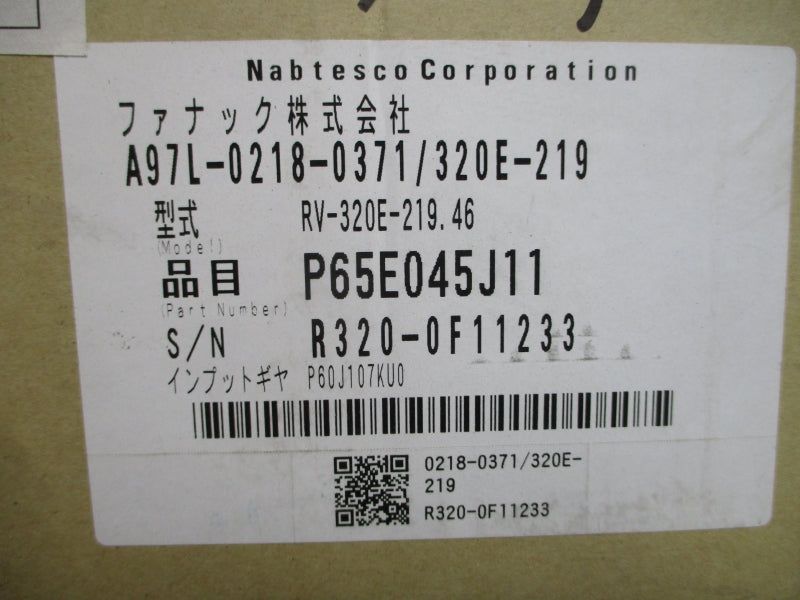 Nabtesco Corporation
ファナック株式会社
A97L-0218-0371/320E-219
型式 RV-320E-219.46
(Model)
品目 P65E045J11
(Part Number)
S/N R320-0F11233
インプットギヤ P60J107KU0
0218-0371/320E-
219
R320-0F11233